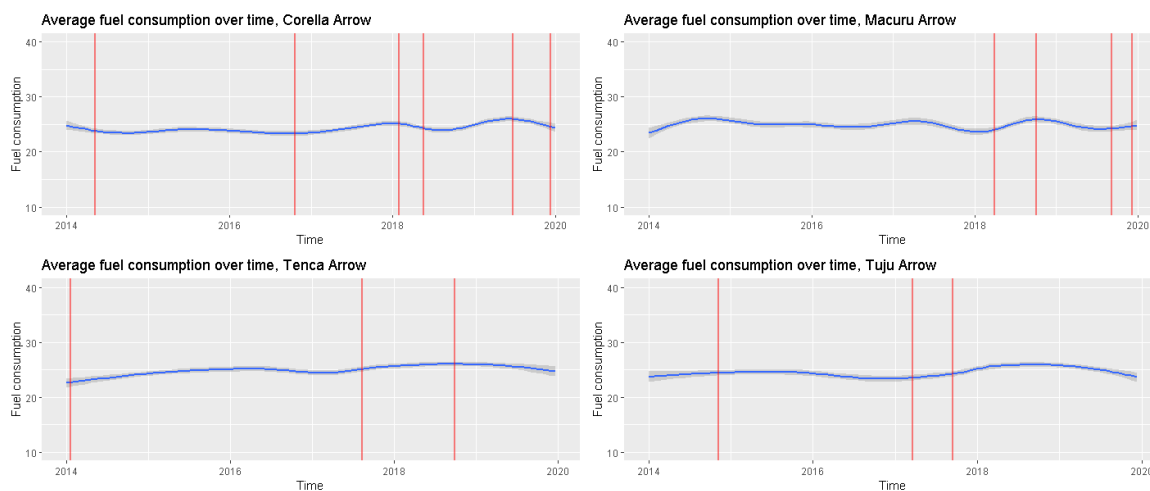 Average fuel consumption over time, Corella Arrow
40
30
20
10
Fuel consumption
2014
2016
2018
2020
Time
Average fuel consumption over time, Macuru Arrow
40
30
20
10
Fuel consumption
2014
2016
2018
2020
Time
Average fuel consumption over time, Tenca Arrow
40
30
20
10
Fuel consumption
2014
2016
2018
2020
Time
Average fuel consumption over time, Tuju Arrow
40
30
20
10
Fuel consumption
2014
2016
2018
2020
Time